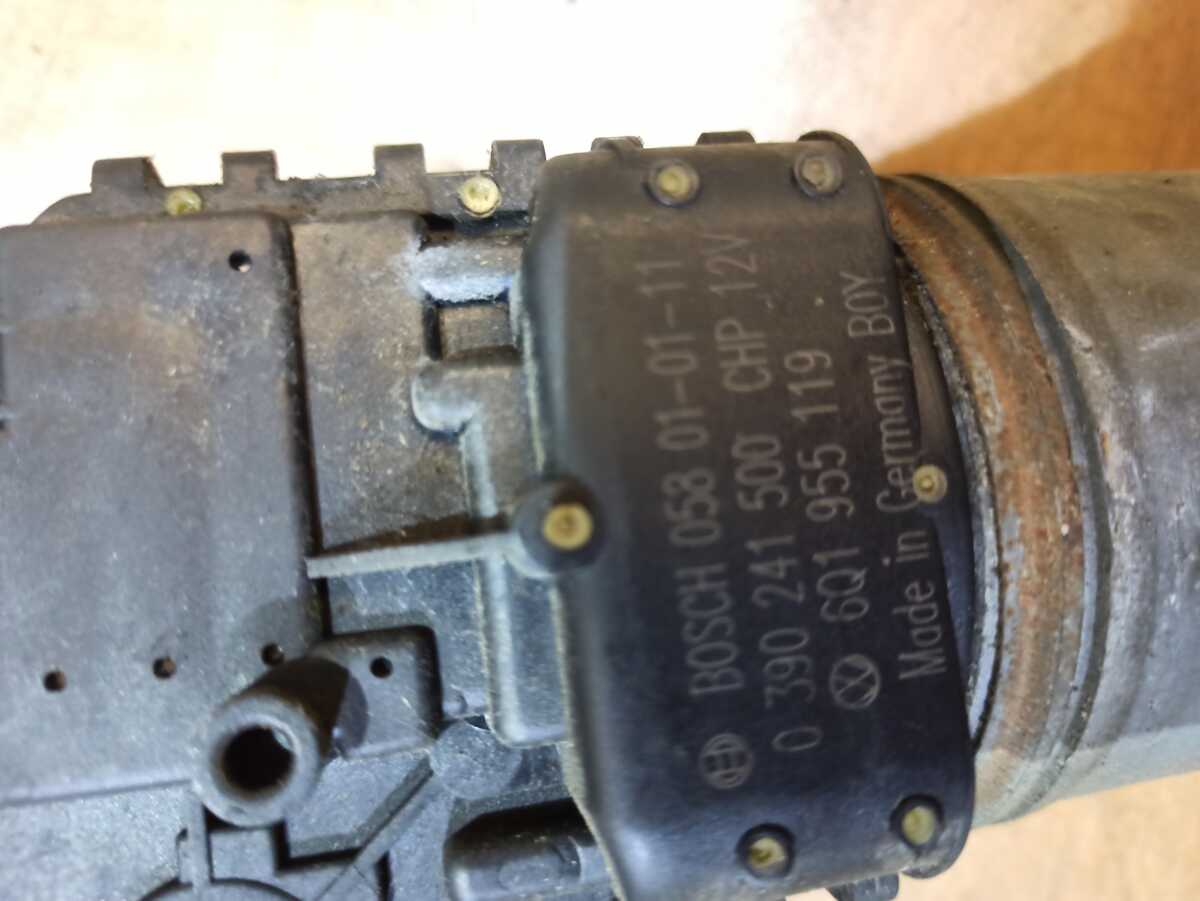 BOSCH 058 01-01-11
0 390 241 500 CHP 12V
6Q1 955 119
Made in Germany BOY